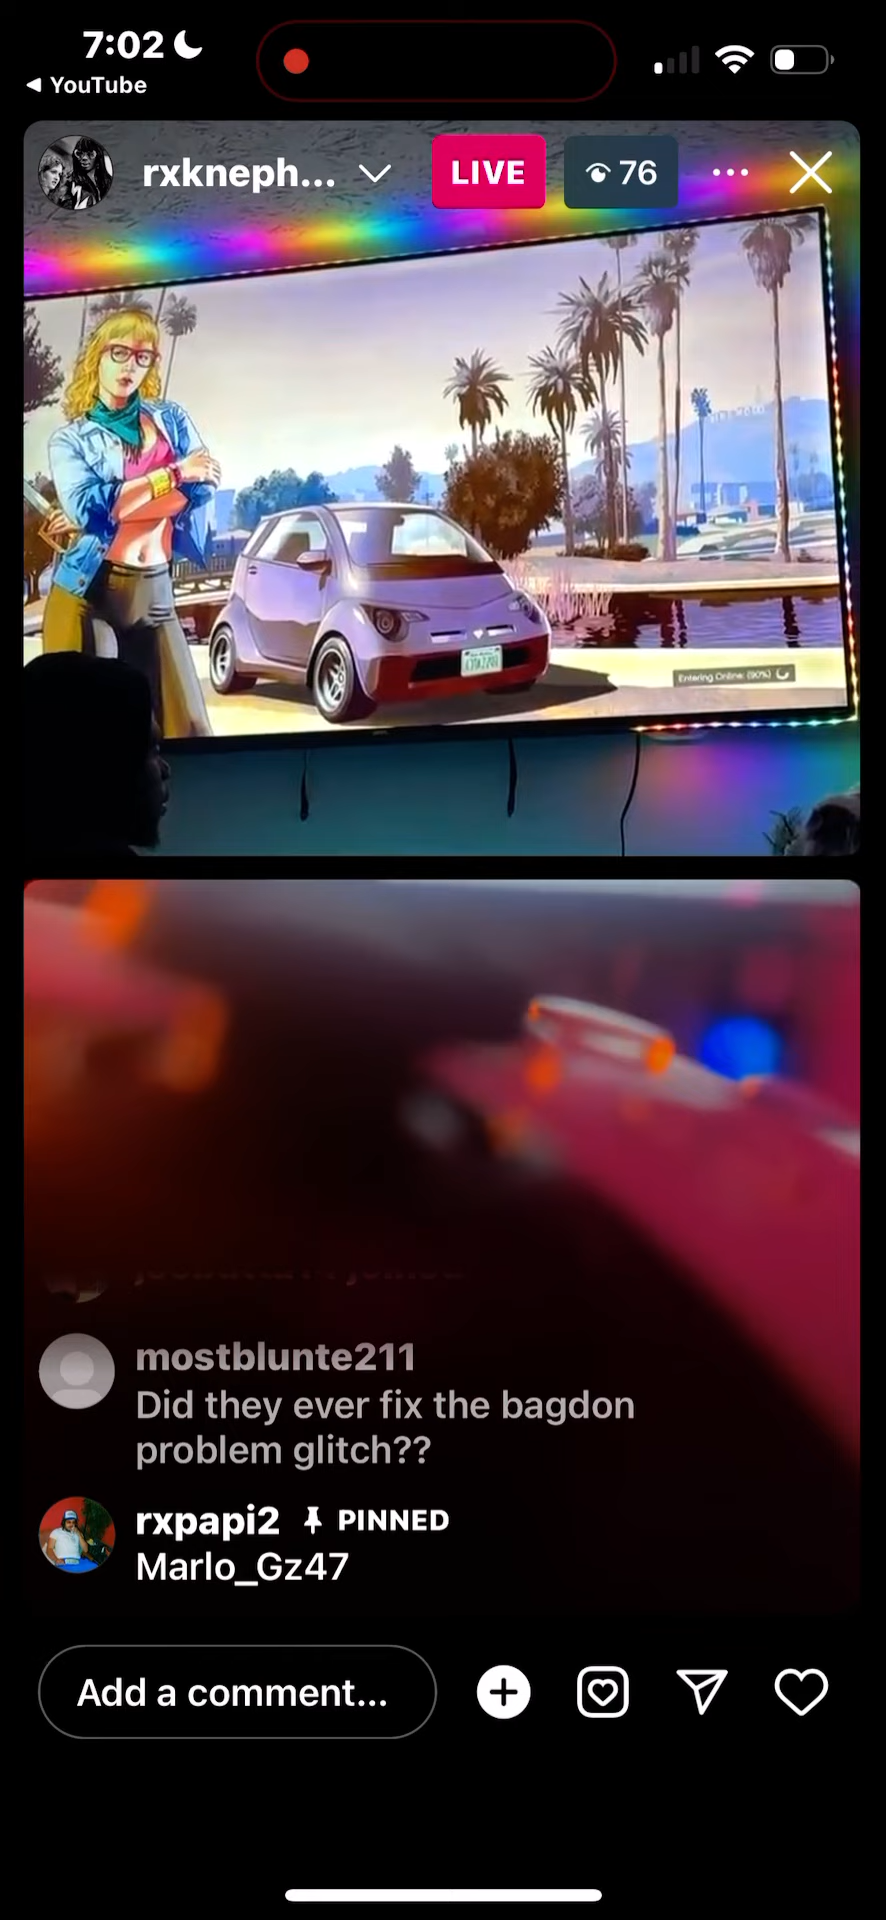 7:02
YouTube
rxkneph...
LIVE
76
Entering Online: (90%)
mostblunte211
Did they ever fix the bagdon
problem glitch??
rxpapi2 PINNED
Marlo_Gz47
Add a comment...